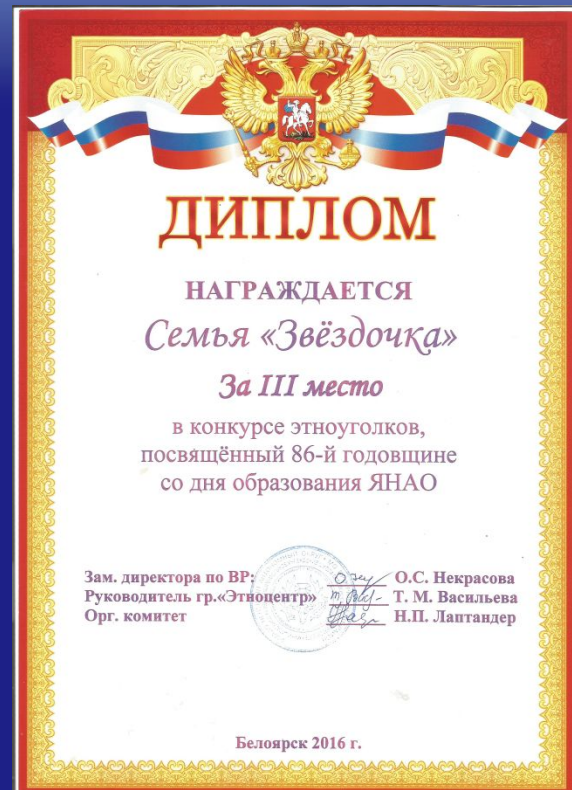 ДИПЛОМ
НАГРАЖДАЕТСЯ
Семья «Звёздочка»
За III место
в конкурсе этноуголков,
посвящённый 86-й годовщине
со дня образования ЯНАО
Зам. директора по ВР: О.С. Некрасова
Руководитель гр.«Этноцентр» Т. М. Васильева
Орг. комитет Н.П. Лаптандер
Белоярск 2016 г.